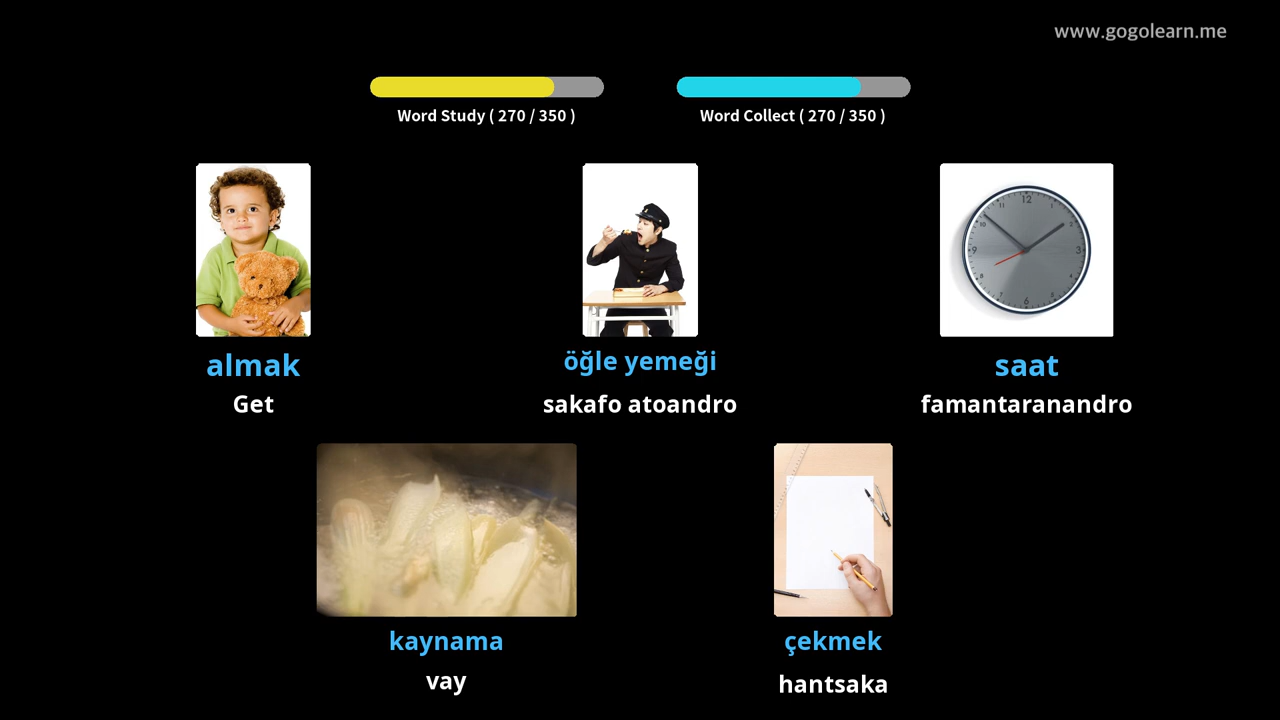 www.gogolearn.me
Word Study ( 270 / 350 )
Word Collect ( 270 / 350 )
almak
Get
öğle yemeği
sakafo atoandro
saat
famantaranandro
kaynama
vay
çekmek
hantsaka